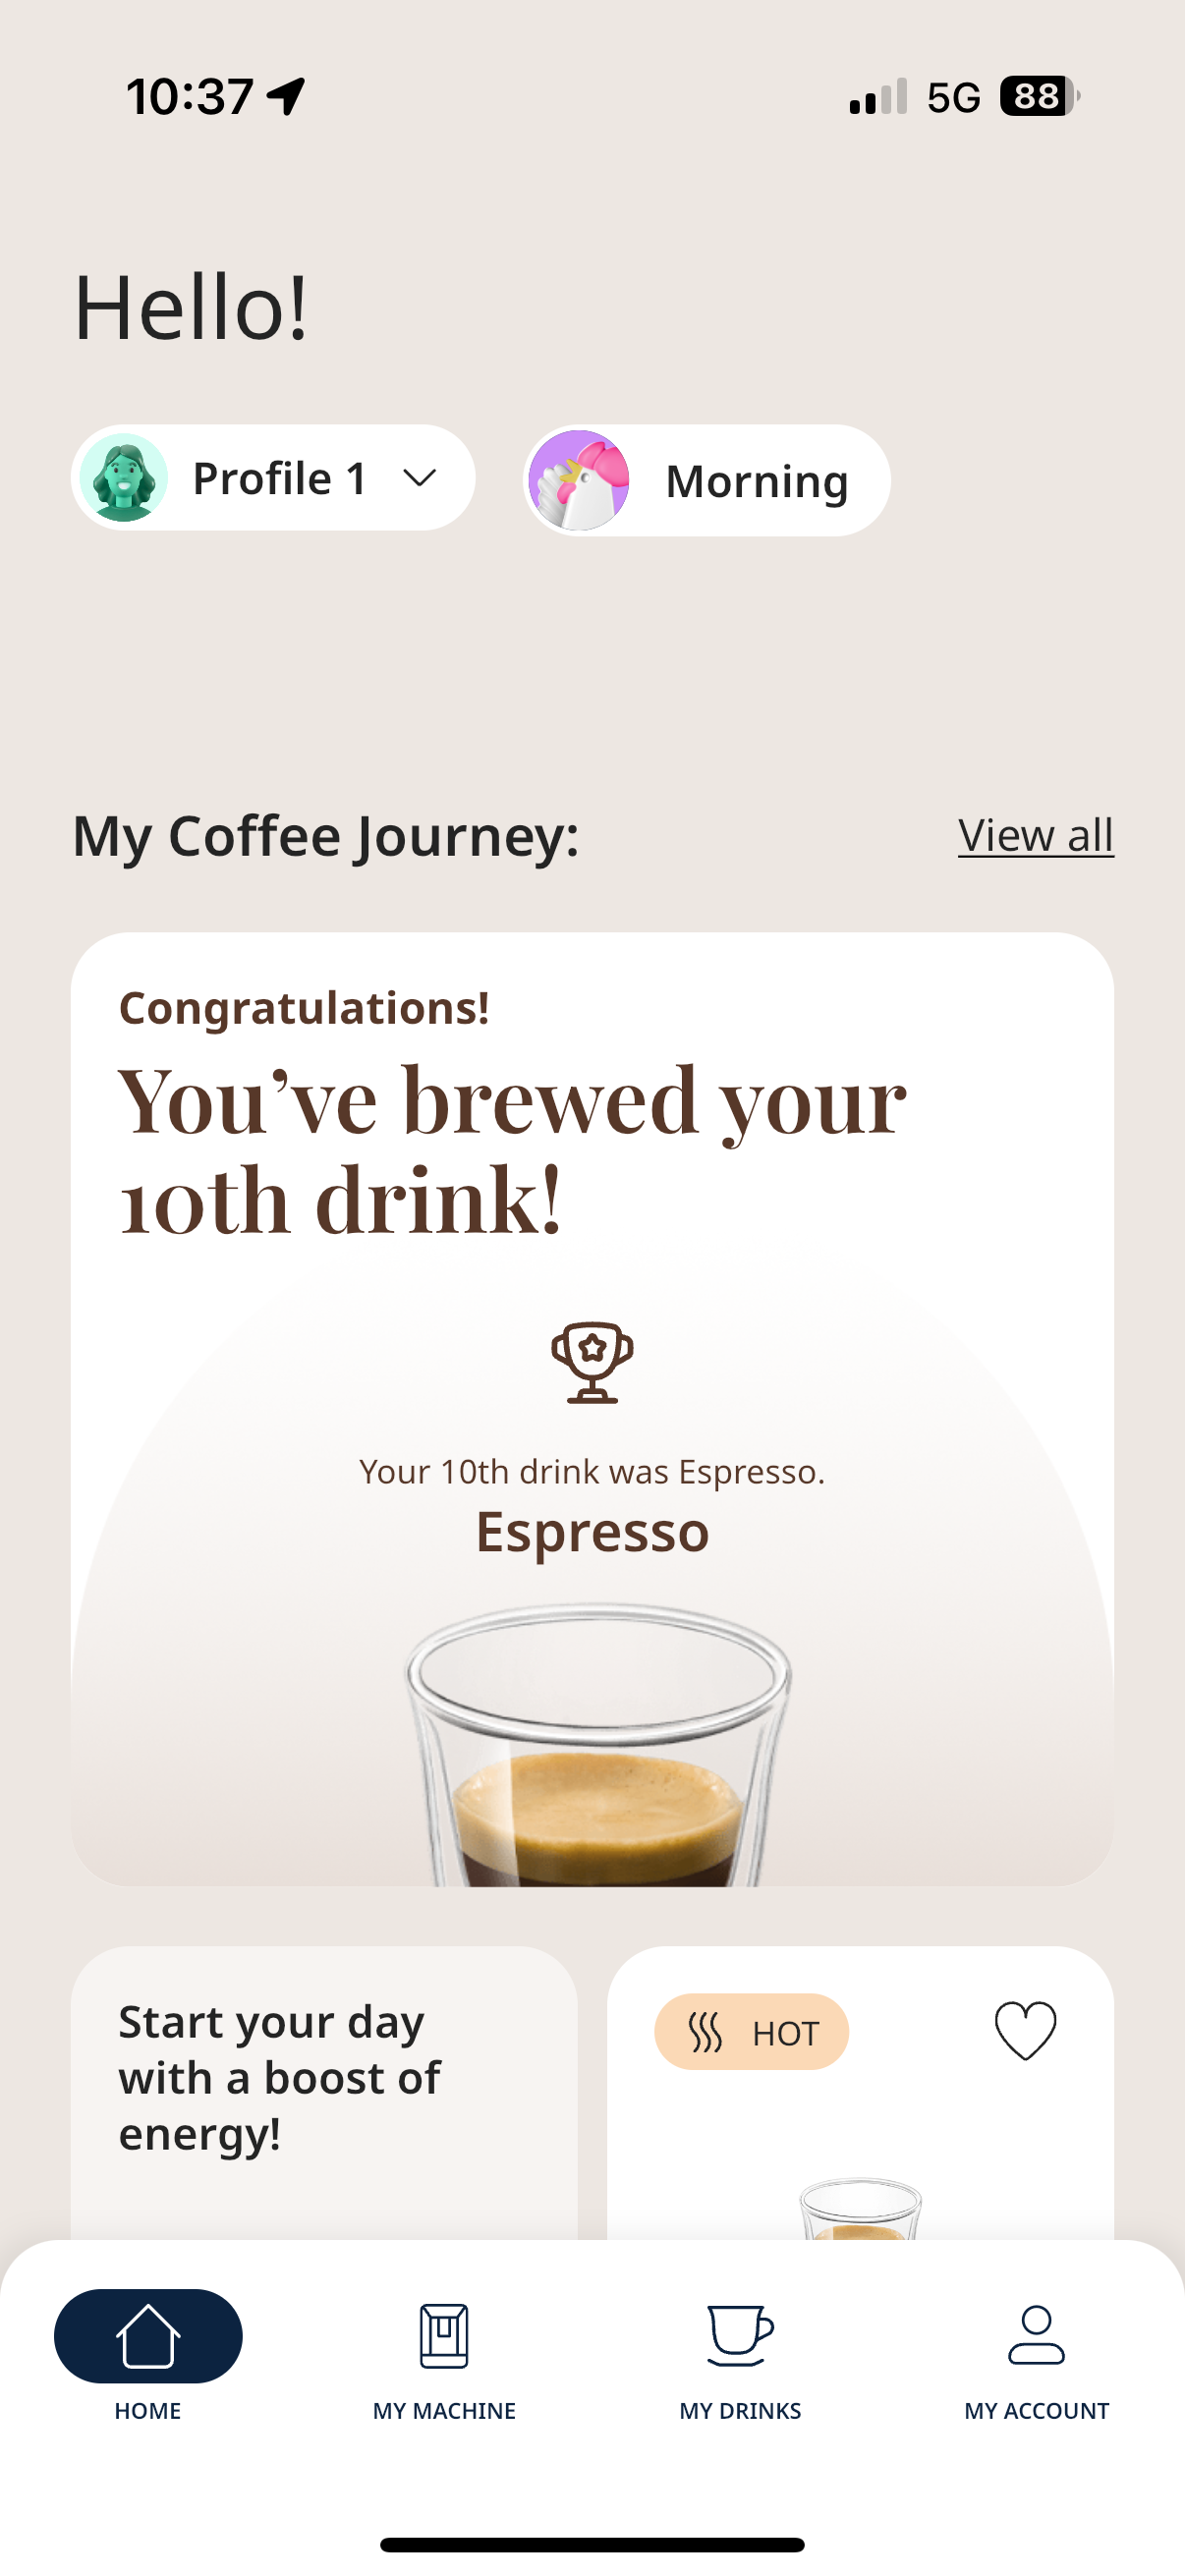 10:37
5G 88
Hello!
Profile 1
Morning
My Coffee Journey:
View all
Congratulations!
You’ve brewed your
10th drink!
Your 10th drink was Espresso.
Espresso
Start your day
with a boost of
energy!
HOT
HOME
MY MACHINE
MY DRINKS
MY ACCOUNT